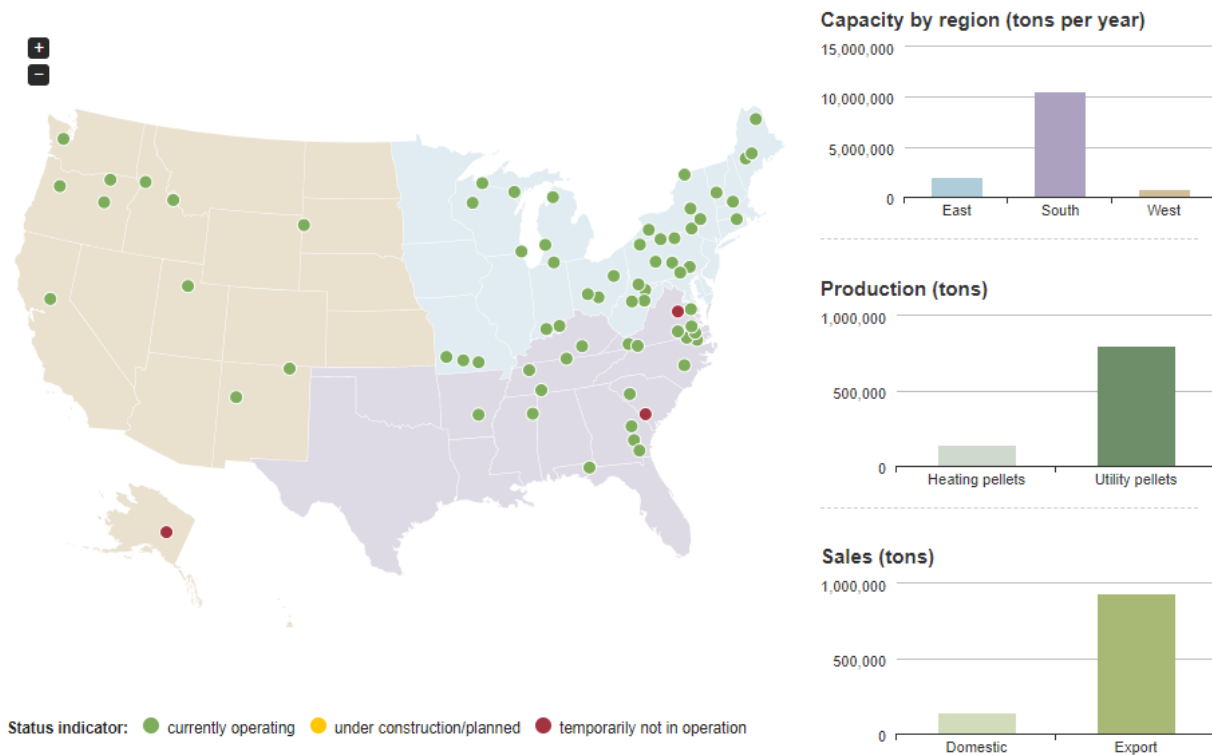 +
−
Capacity by region (tons per year)
15,000,000
10,000,000
5,000,000
0
East South West
Production (tons)
1,000,000
500,000
0
Heating pellets Utility pellets
Sales (tons)
1,000,000
500,000
0
Domestic Export
Status indicator: currently operating under construction/planned temporarily not in operation